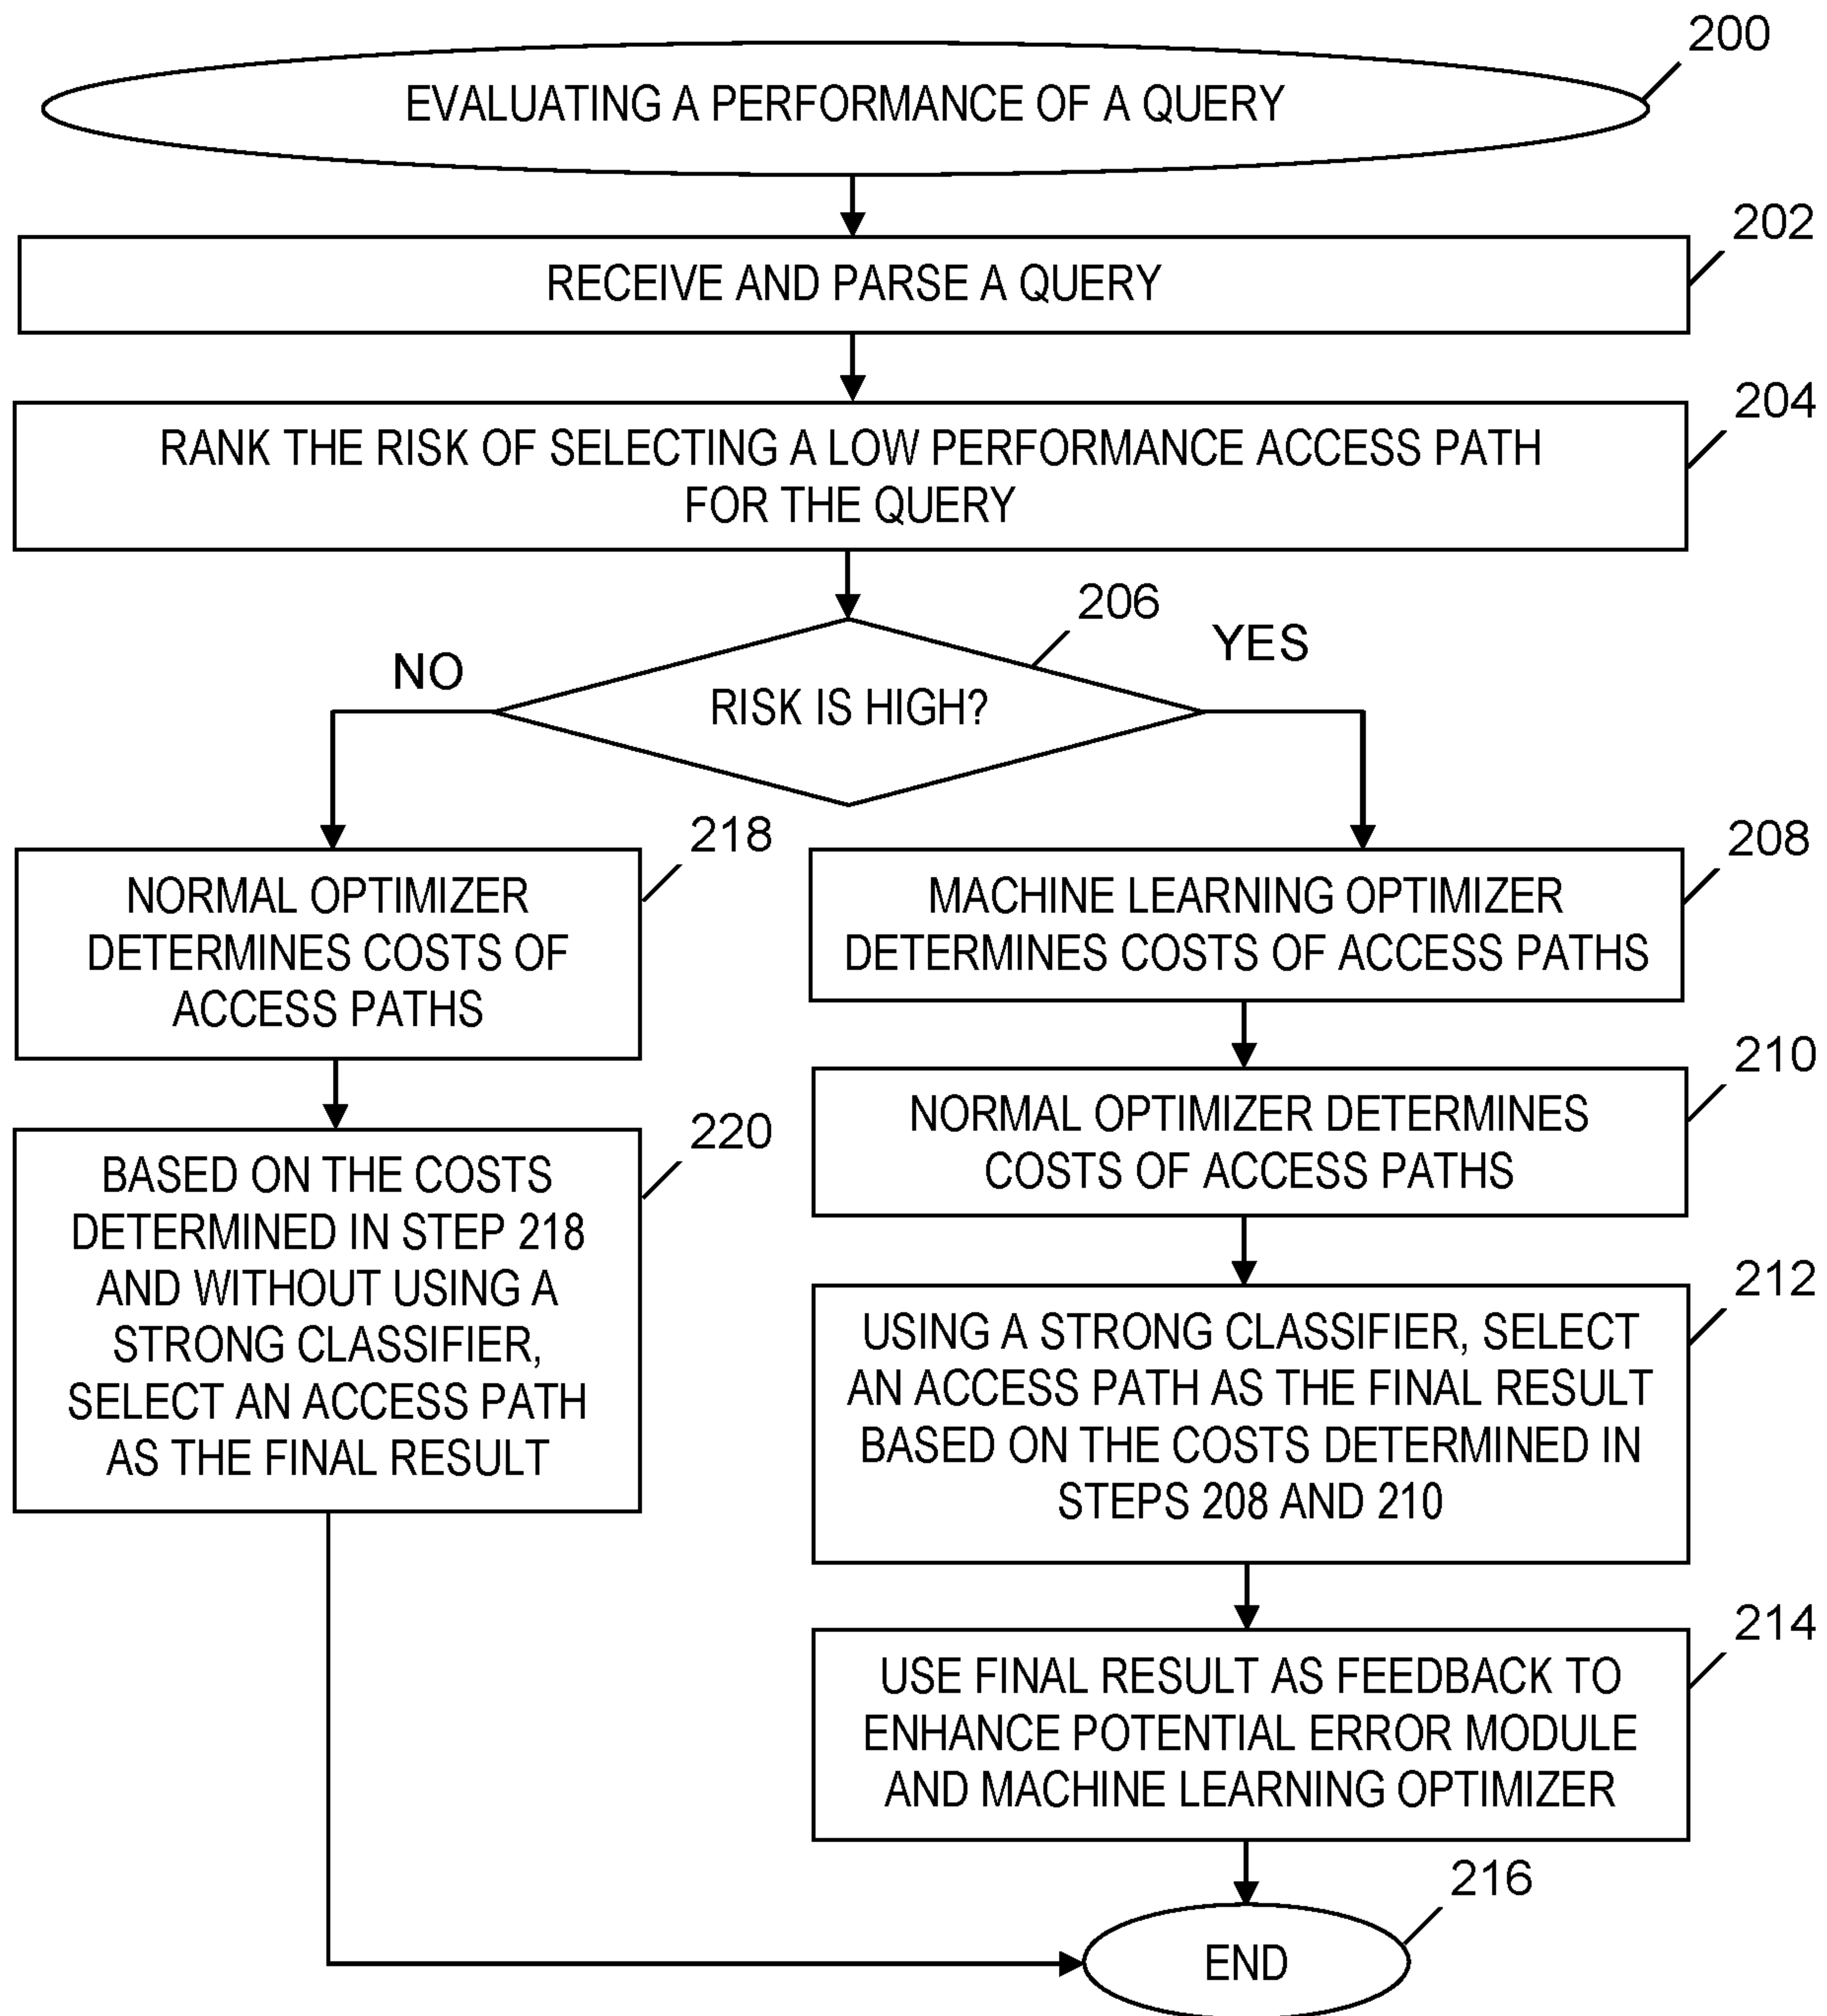 200
EVALUATING A PERFORMANCE OF A QUERY
202
RECEIVE AND PARSE A QUERY
204
RANK THE RISK OF SELECTING A LOW PERFORMANCE ACCESS PATH
FOR THE QUERY
206
NO
YES
RISK IS HIGH?
218
NORMAL OPTIMIZER
DETERMINES COSTS OF
ACCESS PATHS
220
BASED ON THE COSTS
DETERMINED IN STEP 218
AND WITHOUT USING A
STRONG CLASSIFIER,
SELECT AN ACCESS PATH
AS THE FINAL RESULT
208
MACHINE LEARNING OPTIMIZER
DETERMINES COSTS OF ACCESS PATHS
210
NORMAL OPTIMIZER DETERMINES
COSTS OF ACCESS PATHS
212
USING A STRONG CLASSIFIER, SELECT
AN ACCESS PATH AS THE FINAL RESULT
BASED ON THE COSTS DETERMINED IN
STEPS 208 AND 210
214
USE FINAL RESULT AS FEEDBACK TO
ENHANCE POTENTIAL ERROR MODULE
AND MACHINE LEARNING OPTIMIZER
216
END